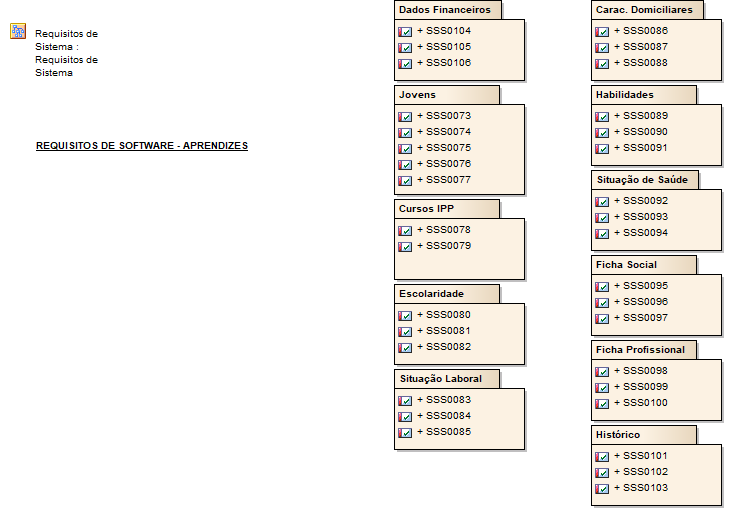 Requisitos de
Sistema :
Requisitos de
Sistema
REQUISITOS DE SOFTWARE - APRENDIZES
Dados Financeiros
+ SSS0104
+ SSS0105
+ SSS0106
Jovens
+ SSS0073
+ SSS0074
+ SSS0075
+ SSS0076
+ SSS0077
Cursos IPP
+ SSS0078
+ SSS0079
Escolaridade
+ SSS0080
+ SSS0081
+ SSS0082
Situação Laboral
+ SSS0083
+ SSS0084
+ SSS0085
Carac. Domiciliares
+ SSS0086
+ SSS0087
+ SSS0088
Habilidades
+ SSS0089
+ SSS0090
+ SSS0091
Situação de Saúde
+ SSS0092
+ SSS0093
+ SSS0094
Ficha Social
+ SSS0095
+ SSS0096
+ SSS0097
Ficha Profissional
+ SSS0098
+ SSS0099
+ SSS0100
Histórico
+ SSS0101
+ SSS0102
+ SSS0103